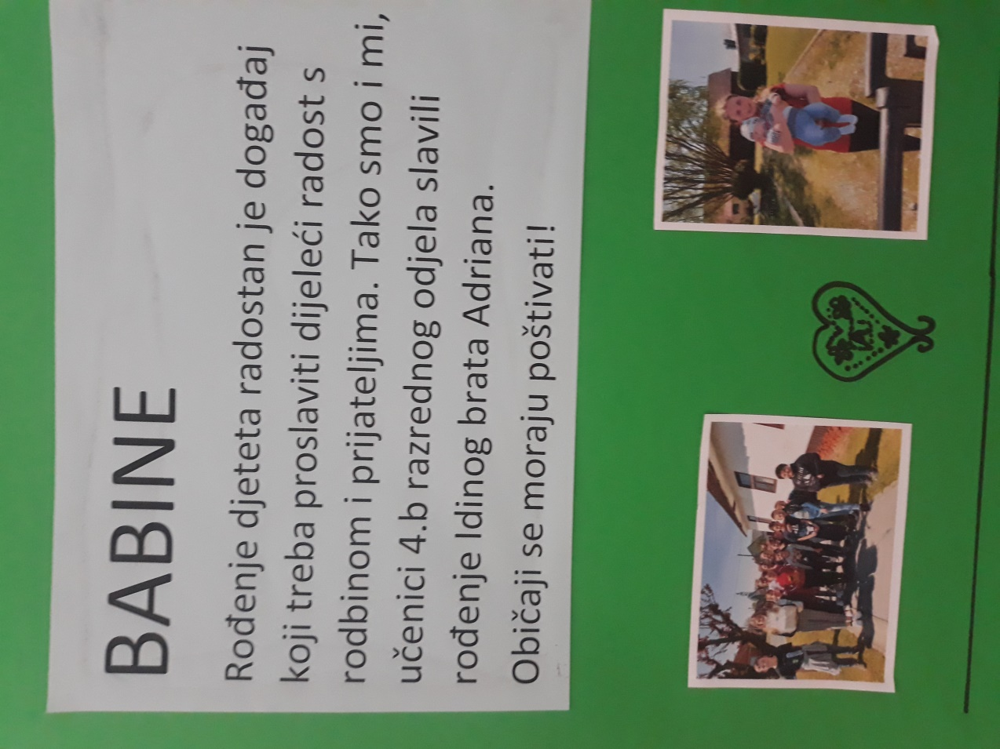 BABINE
Rođenje djeteta radostan je događaj
koji treba proslaviti dijeleći radost s
rodbinom i prijateljima. Tako smo i mi,
učenici 4.b razrednog odjela slavili
rođenje Idinog brata Adriana.
Običaji se moraju poštivati!